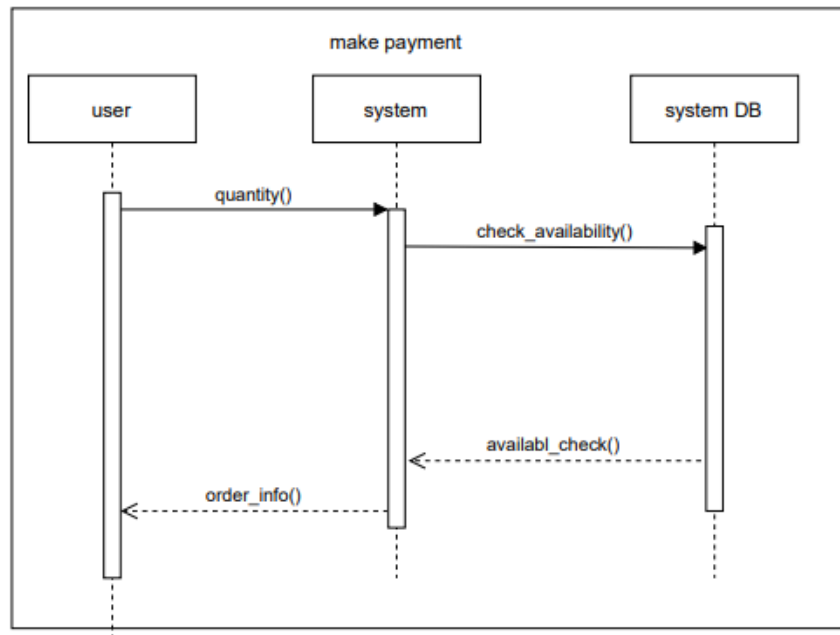 make payment
user
system
system DB
quantity()
check_availability()
availabl_check()
order_info()